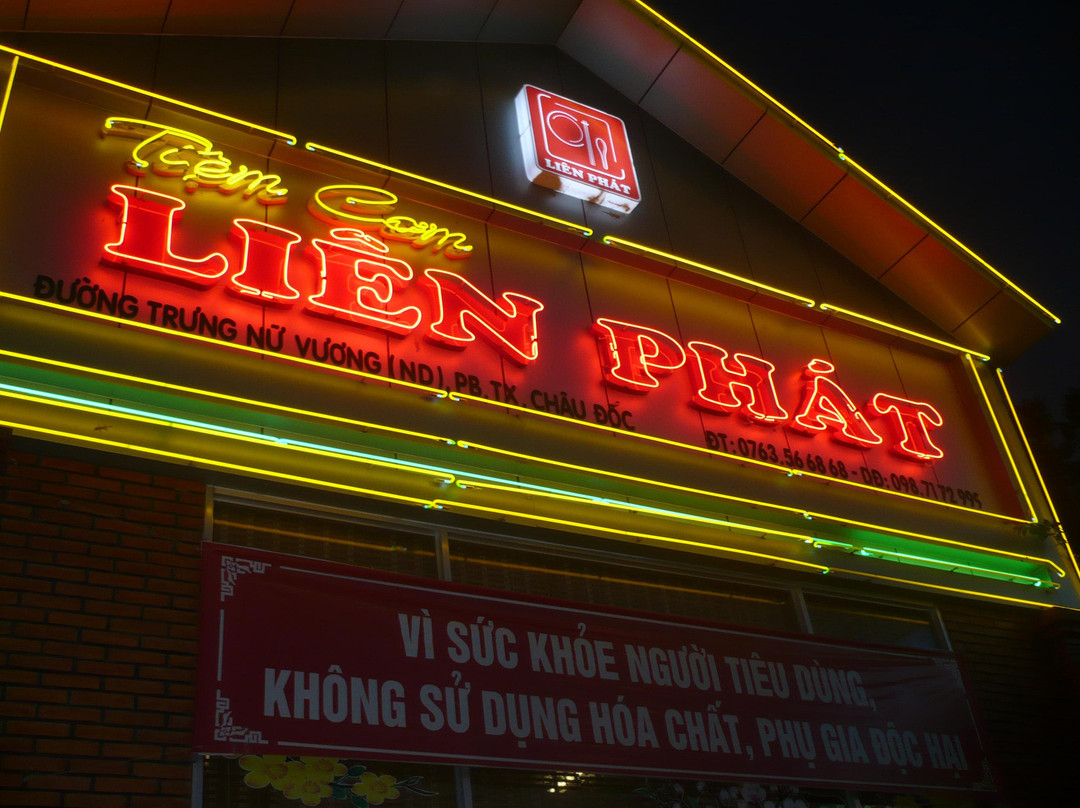 LIÊN PHÁT
Tiệm Cơm
LIÊN PHÁT
ĐƯỜNG TRƯNG NỮ VƯƠNG (ND), PB, TX, CHÂU ĐỐC
ĐT: 0763.56 68 68 - DĐ: 098.71 72 995
VÌ SỨC KHỎE NGƯỜI TIÊU DÙNG,
KHÔNG SỬ DỤNG HÓA CHẤT, PHỤ GIA ĐỘC HẠI